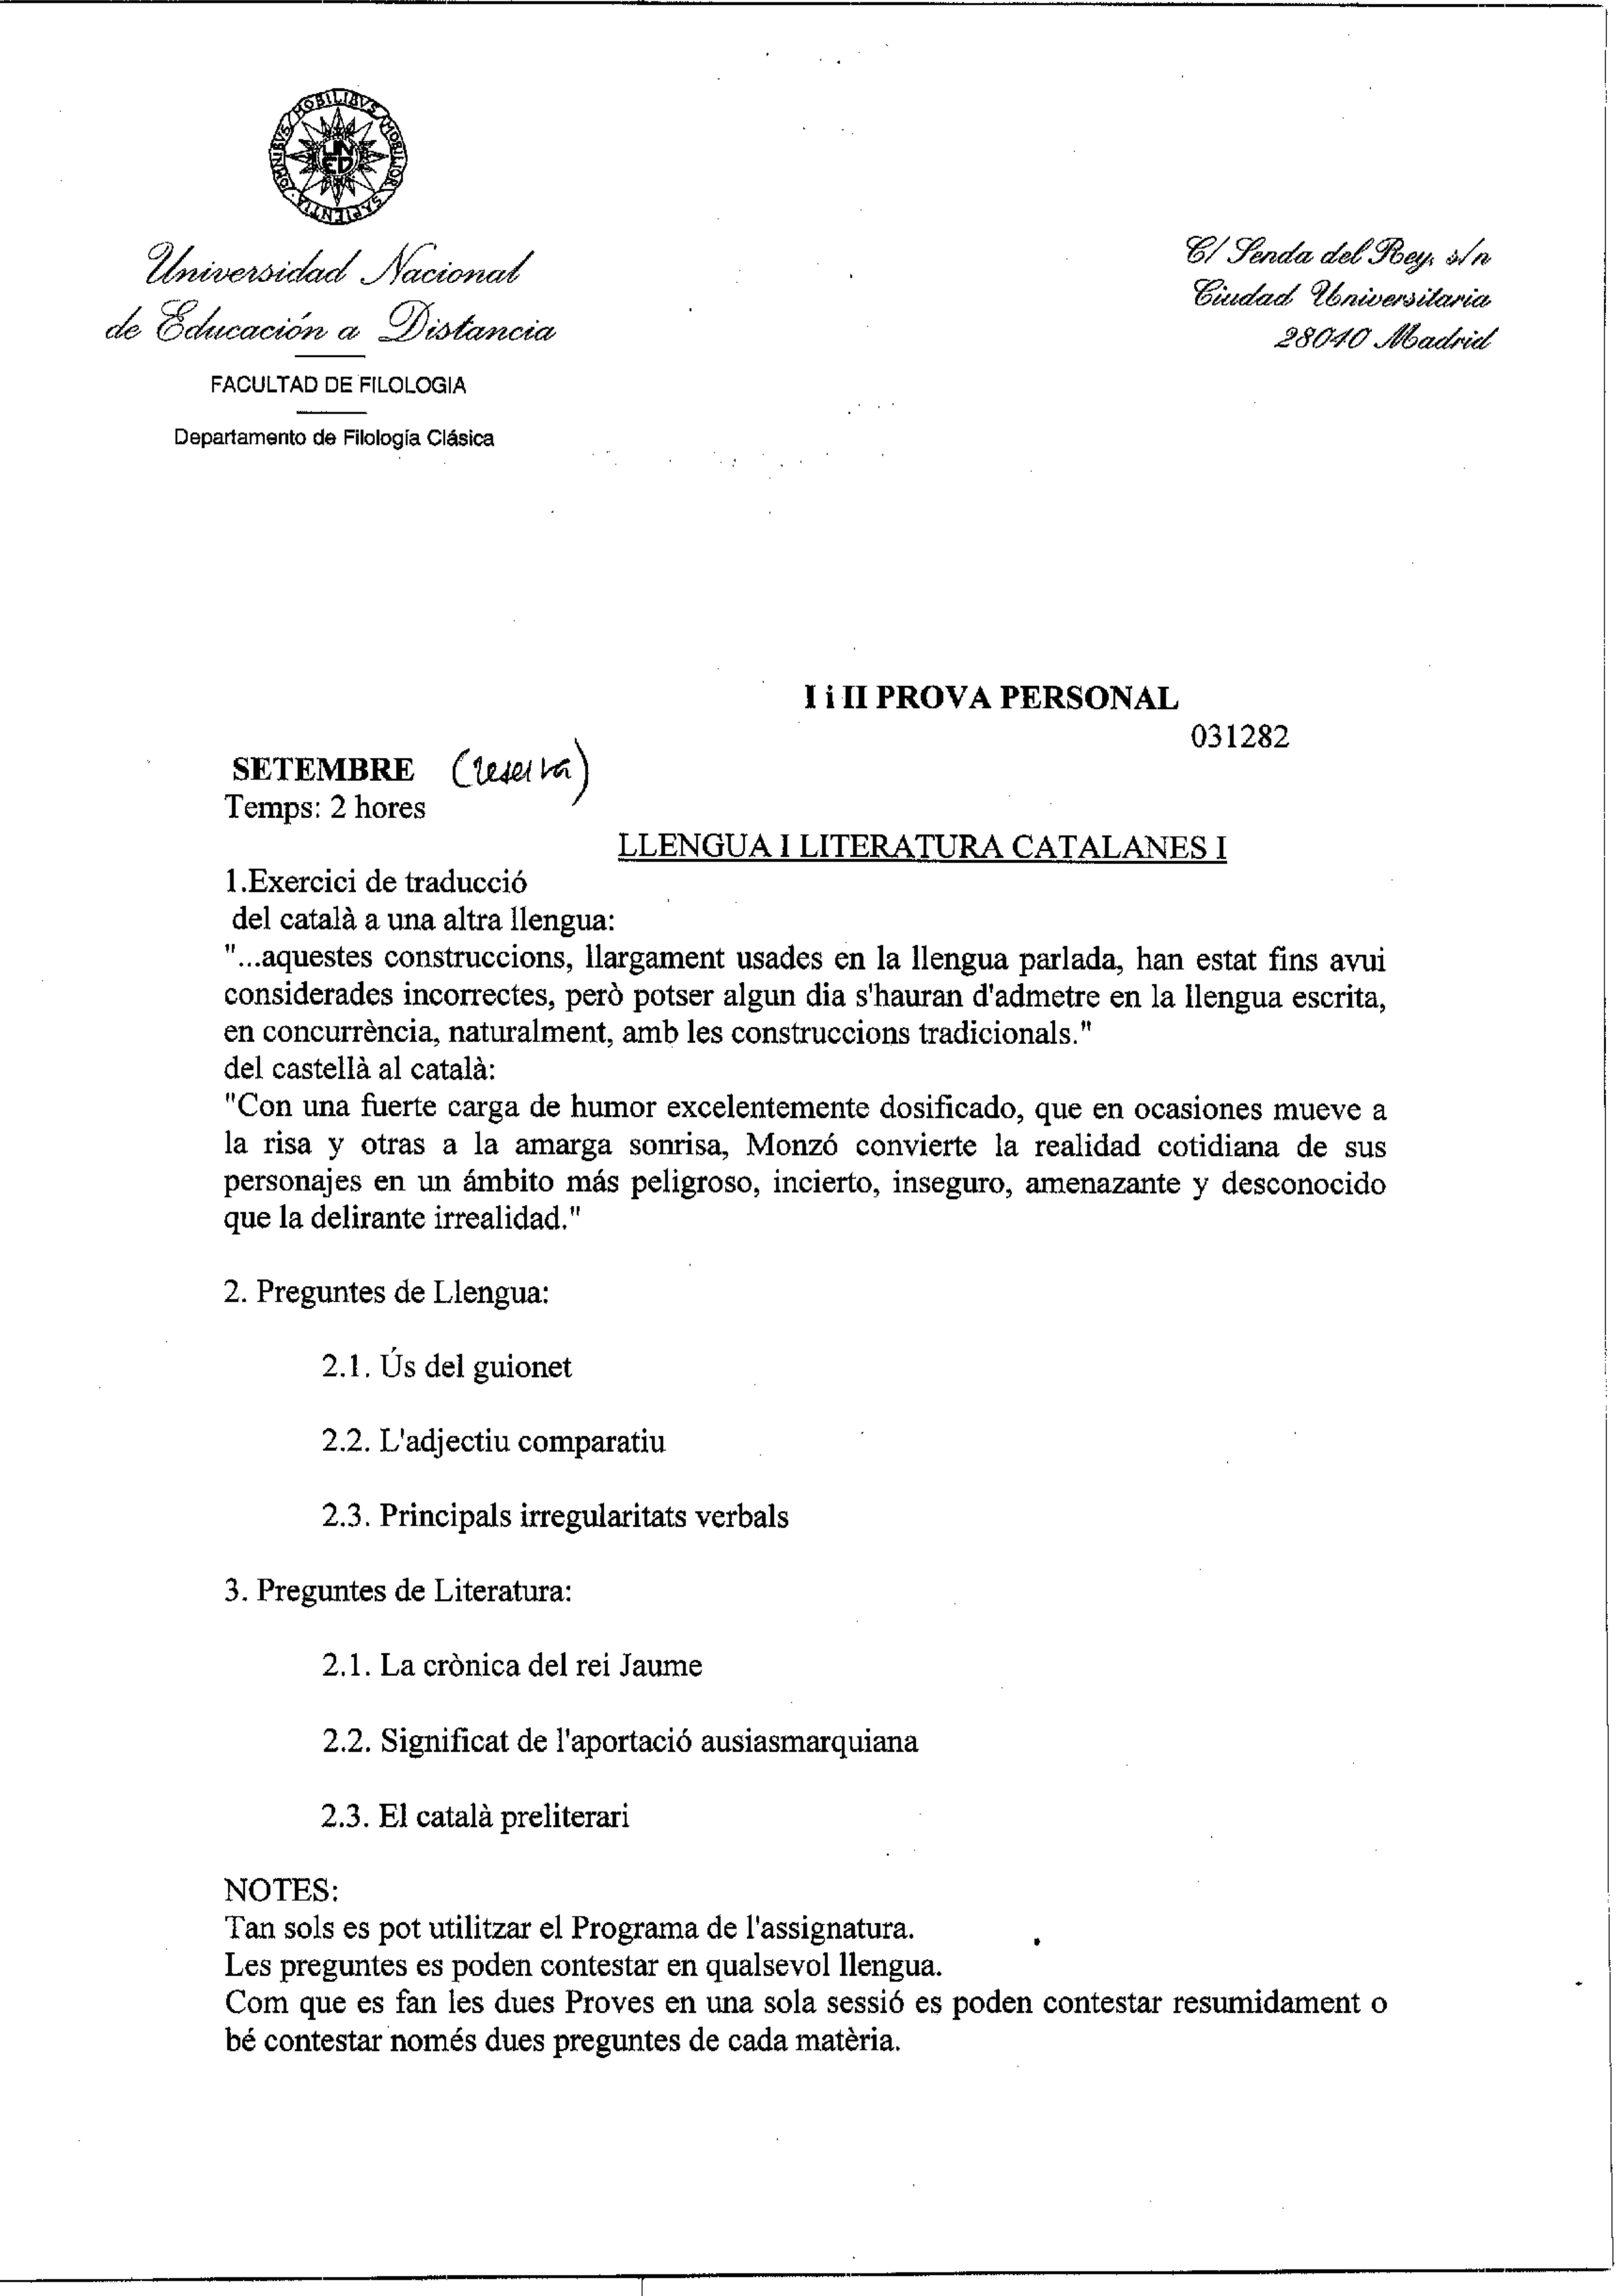 OMNIBVS MOBILIBVS MOBILIOR SAPIENTIA
UNED
Universidad Nacional
de Educación a Distancia
FACULTAD DE FILOLOGIA
Departamento de Filología Clásica
C/ Senda del Rey, s/n
Ciudad Universitaria
28040 Madrid
I i II PROVA PERSONAL
031282
SETEMBRE (reserva)
Temps: 2 hores
LLENGUA I LITERATURA CATALANES I
1.Exercici de traducció
del català a una altra llengua:
"...aquestes construccions, llargament usades en la llengua parlada, han estat fins avui
considerades incorrectes, però potser algun dia s'hauran d'admetre en la llengua escrita,
en concurrència, naturalment, amb les construccions tradicionals."
del castellà al català:
"Con una fuerte carga de humor excelentemente dosificado, que en ocasiones mueve a
la risa y otras a la amarga sonrisa, Monzó convierte la realidad cotidiana de sus
personajes en un ámbito más peligroso, incierto, inseguro, amenazante y desconocido
que la delirante irrealidad."
2. Preguntes de Llengua:
2.1. Ús del guionet
2.2. L'adjectiu comparatiu
2.3. Principals irregularitats verbals
3. Preguntes de Literatura:
2.1. La crònica del rei Jaume
2.2. Significat de l'aportació ausiasmarquiana
2.3. El català preliterari
NOTES:
Tan sols es pot utilitzar el Programa de l'assignatura.
Les preguntes es poden contestar en qualsevol llengua.
Com que es fan les dues Proves en una sola sessió es poden contestar resumidament o
bé contestar només dues preguntes de cada matèria.